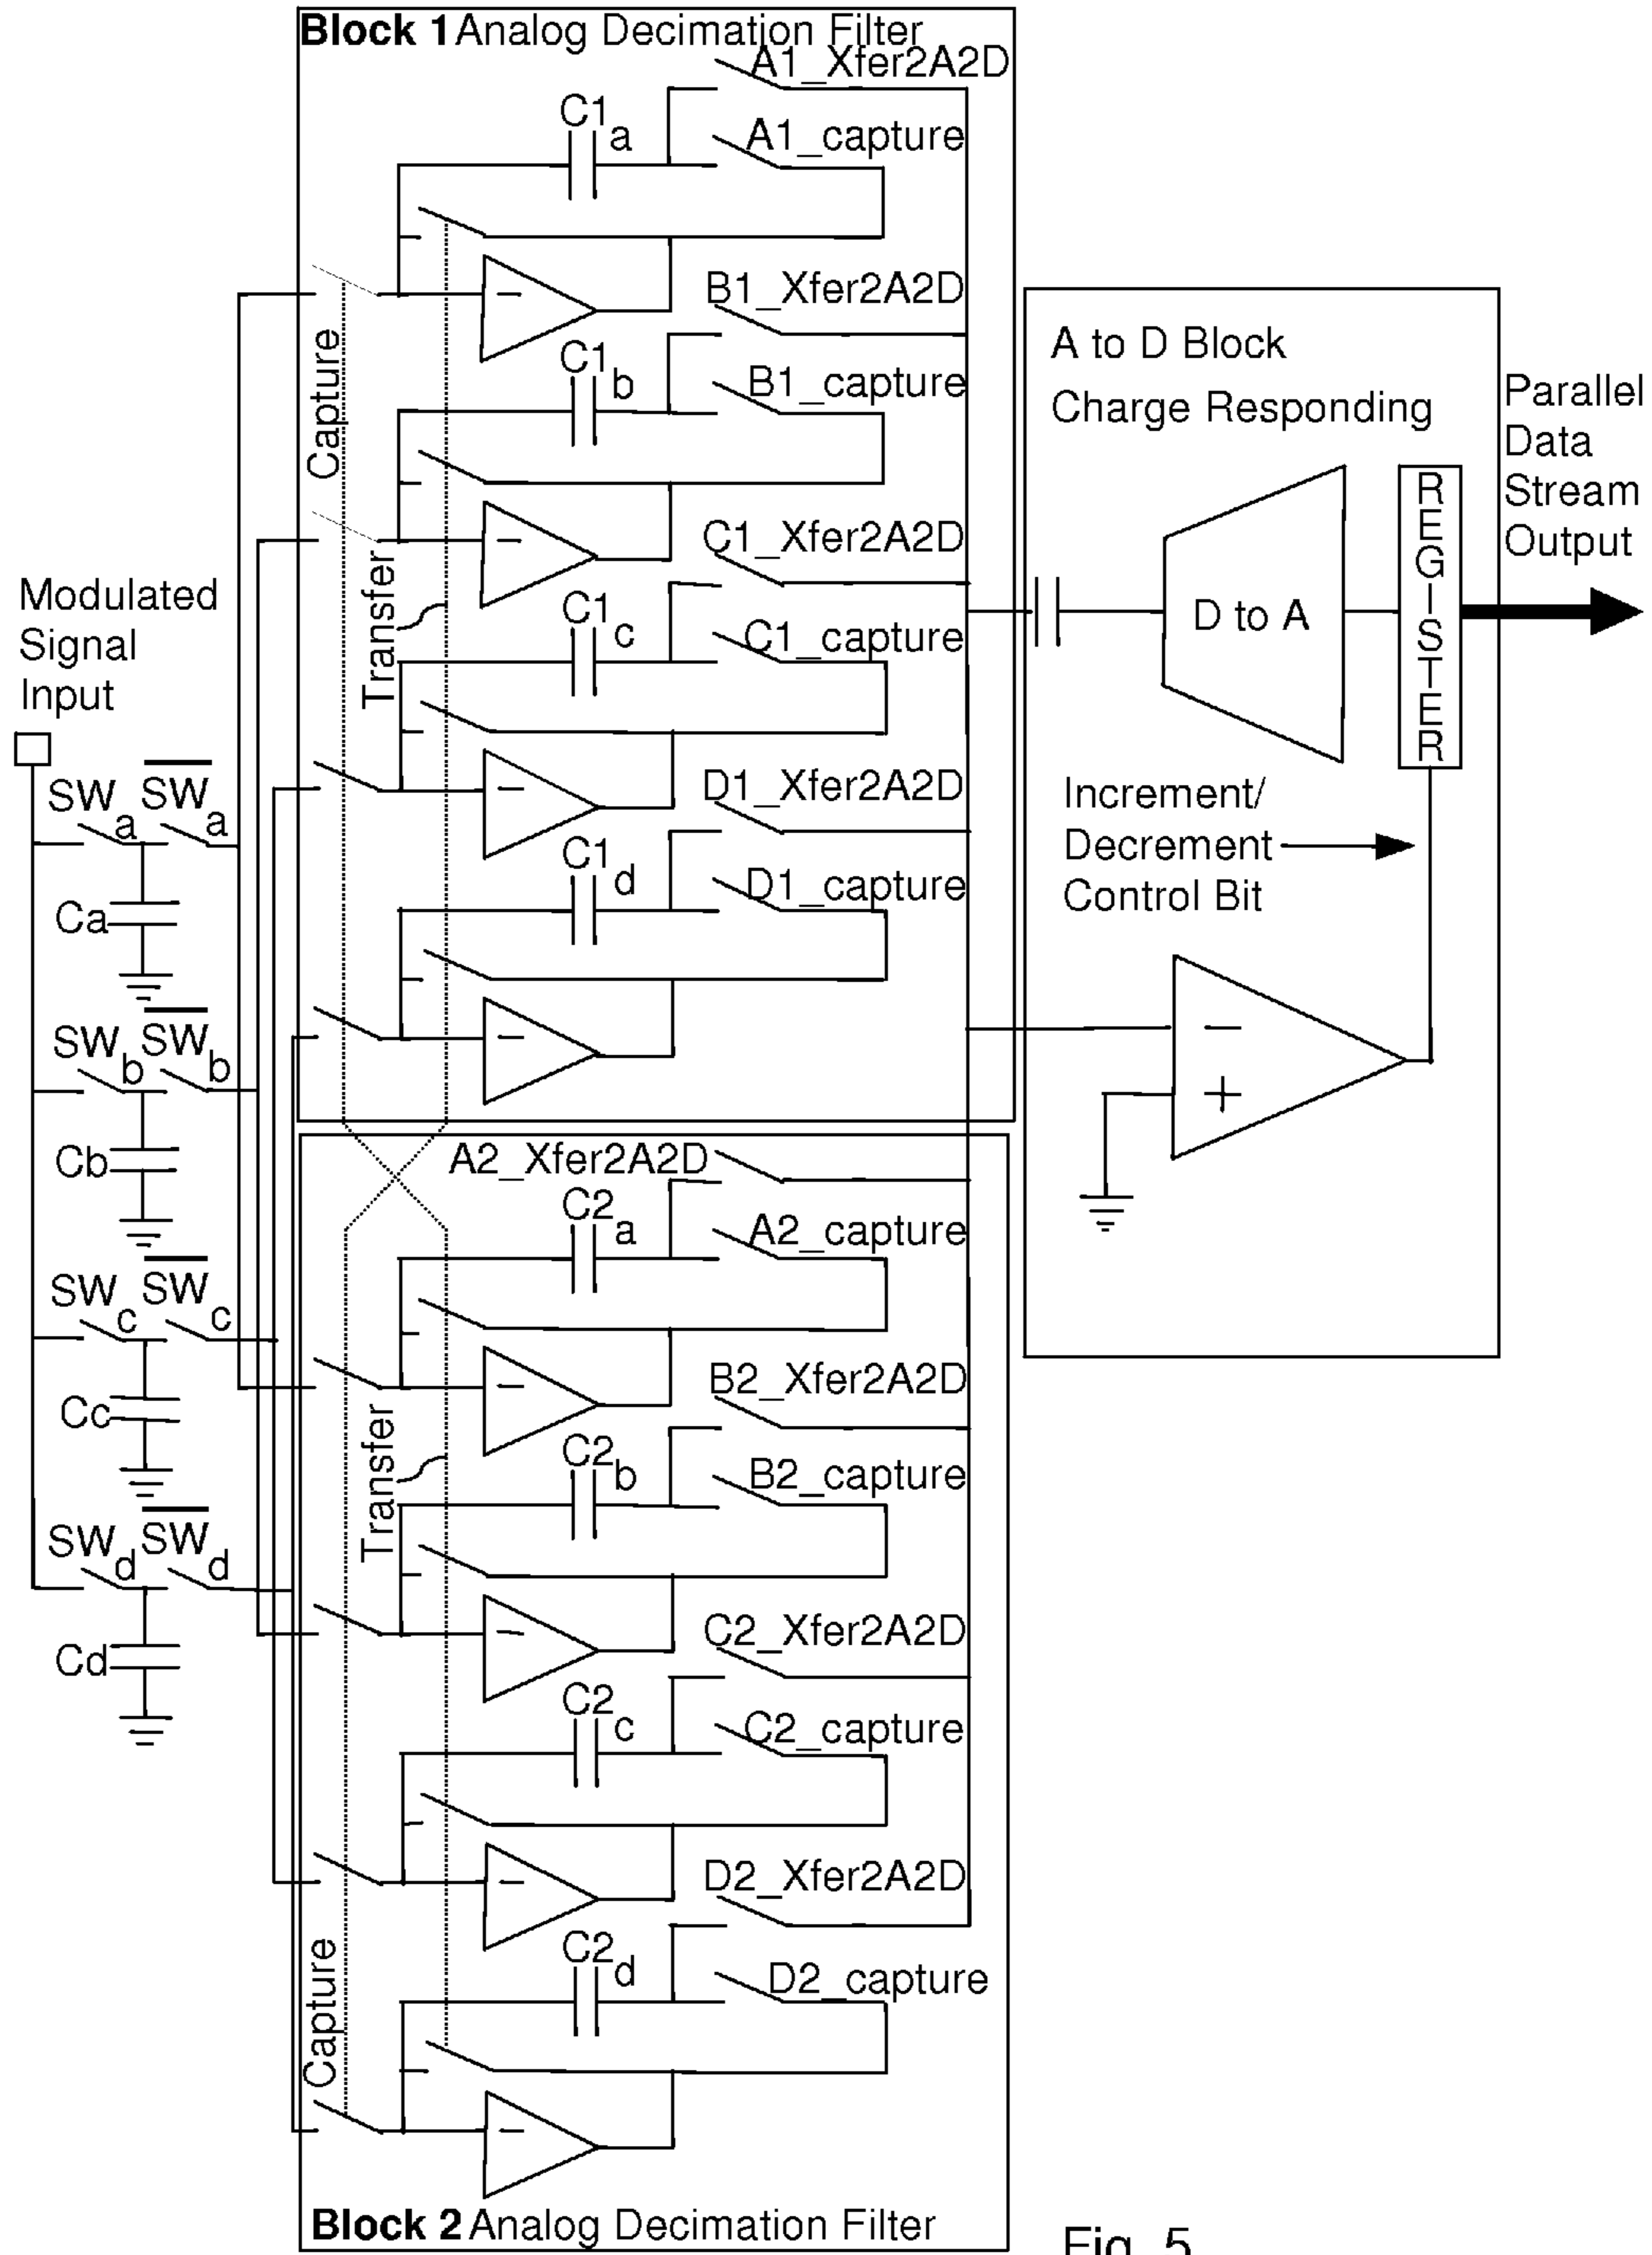 Block 1 Analog Decimation Filter
A1_Xfer2A2D
C1a
A1_capture
B1_Xfer2A2D
Capture
C1b
B1_capture
C1_Xfer2A2D
Transfer
C1c
C1_capture
D1_Xfer2A2D
C1d
D1_capture
A to D Block
Charge Responding
Parallel
Data
Stream
Output
D to A
REGISTER
Increment/
Decrement
Control Bit
−
−
−
−
−
+
Modulated
Signal
Input
SWa SWa
Ca
SWb SWb
Cb
SWc SWc
Cc
SWd SWd
Cd
A2_Xfer2A2D
C2a
A2_capture
B2_Xfer2A2D
Transfer
C2b
B2_capture
C2_Xfer2A2D
C2c
C2_capture
D2_Xfer2A2D
Capture
C2d
D2_capture
−
−
−
−
Block 2 Analog Decimation Filter
Fig. 5